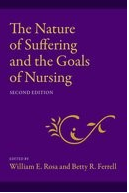 The Nature of
Suffering
and the Goals
of Nursing
SECOND EDITION
EDITED BY
William E. Rosa
and Betty R. Ferrell